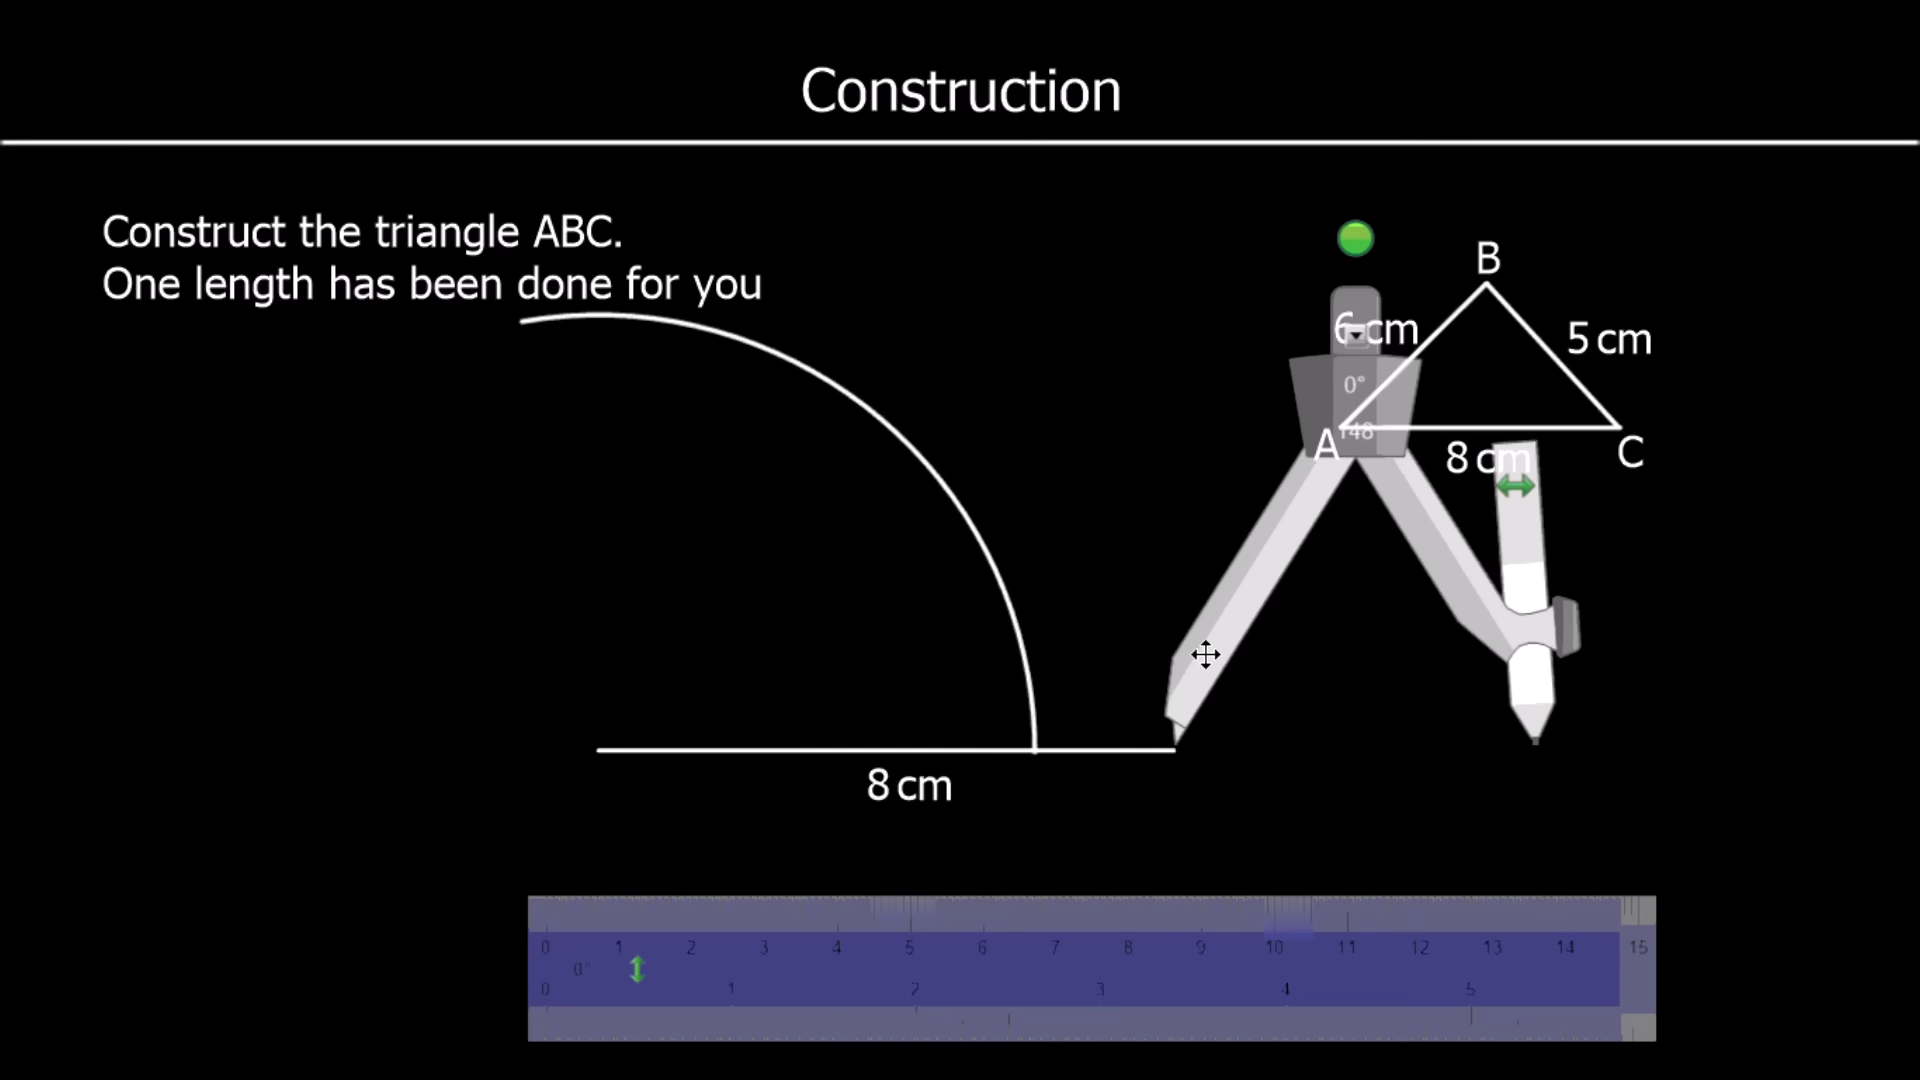 Construction
Construct the triangle ABC.
One length has been done for you
B
6 cm
5 cm
0°
A
8 cm
C
8 cm
0 1 2 3 4 5 6 7 8 9 10 11 12 13 14 15
0°
0 1 2 3 4 5